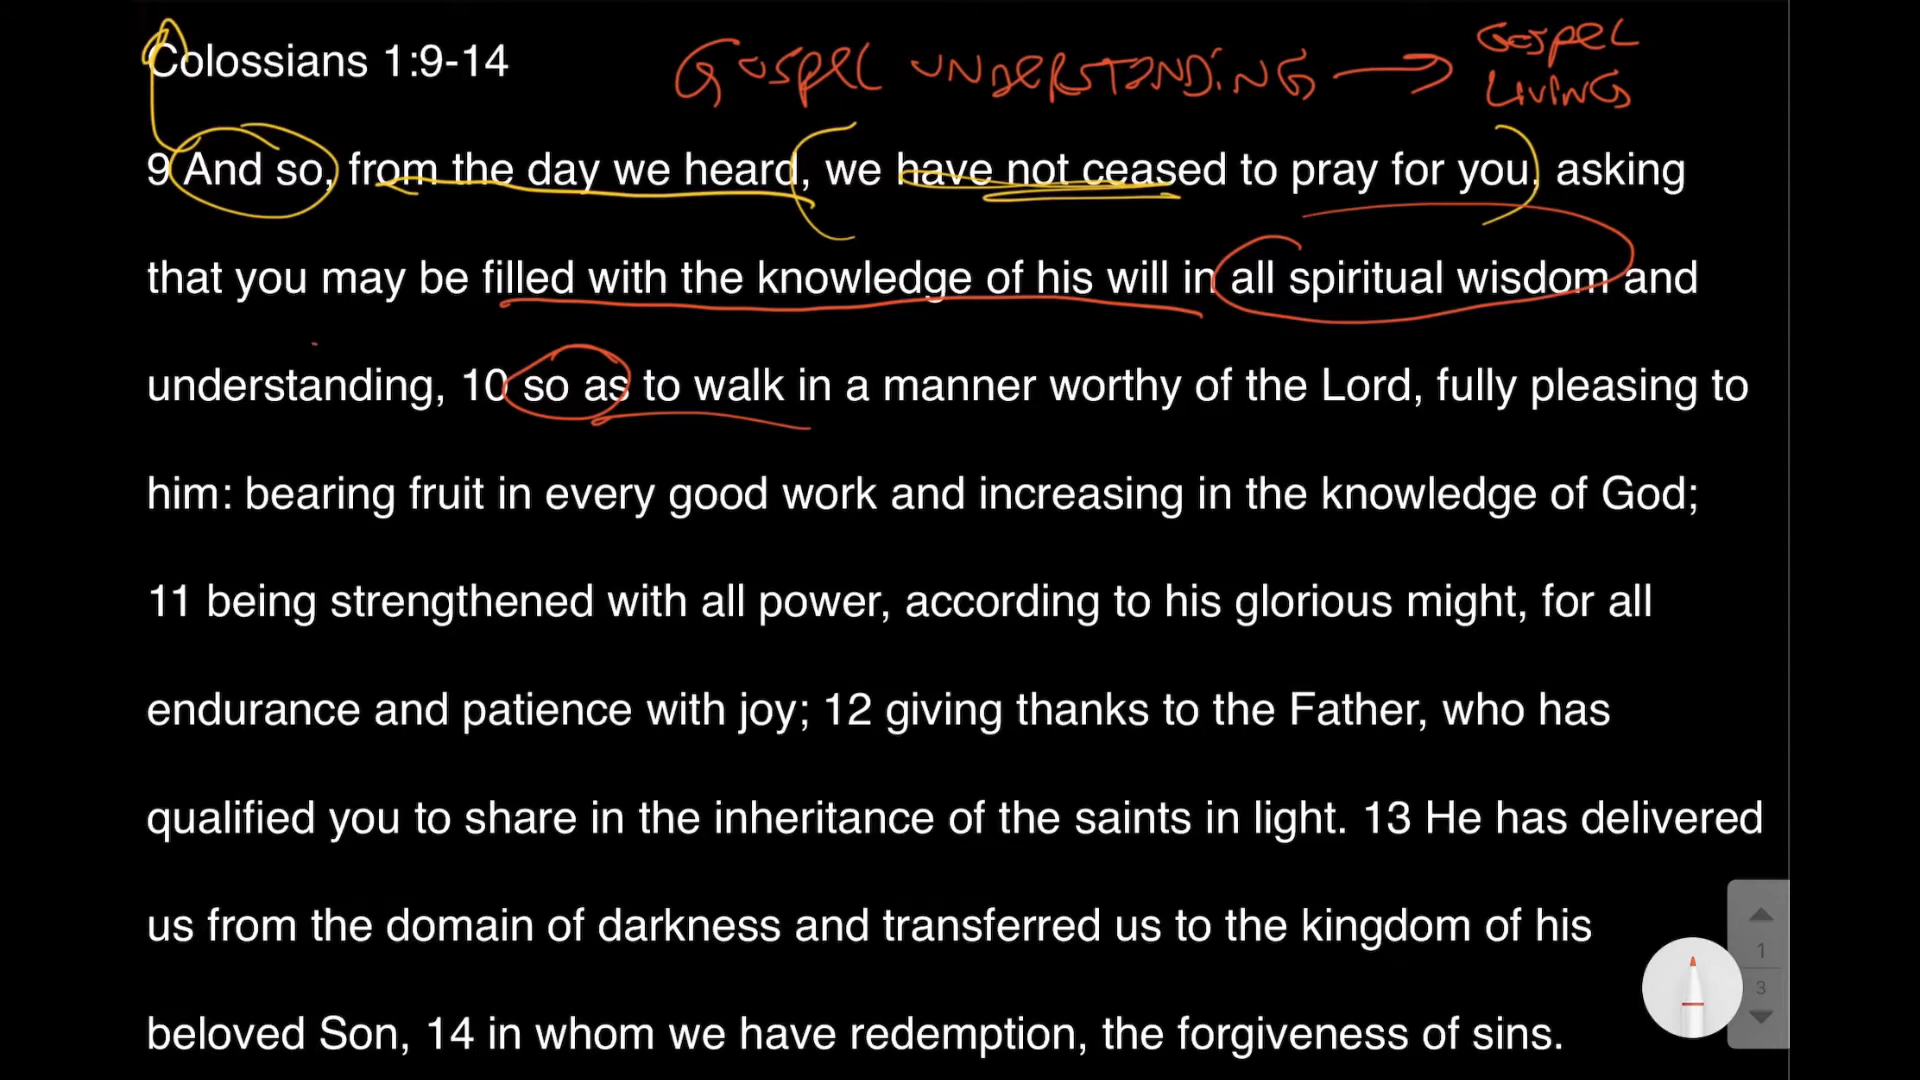 Colossians 1:9-14
GOSPEL UNDERSTANDING → GOSPEL
LIVING
9 And so, from the day we heard, we have not ceased to pray for you, asking
that you may be filled with the knowledge of his will in all spiritual wisdom and
understanding, 10 so as to walk in a manner worthy of the Lord, fully pleasing to
him: bearing fruit in every good work and increasing in the knowledge of God;
11 being strengthened with all power, according to his glorious might, for all
endurance and patience with joy; 12 giving thanks to the Father, who has
qualified you to share in the inheritance of the saints in light. 13 He has delivered
us from the domain of darkness and transferred us to the kingdom of his
beloved Son, 14 in whom we have redemption, the forgiveness of sins.
1
3